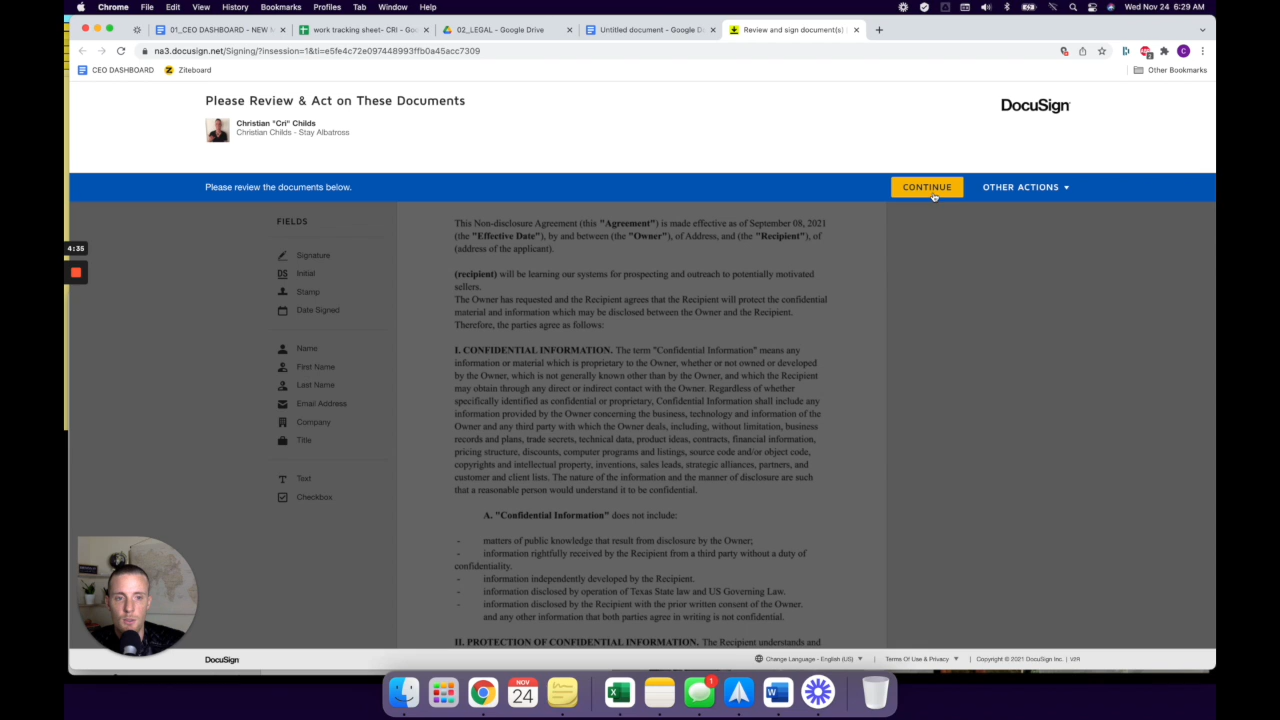 Chrome File Edit View History Bookmarks Profiles Tab Window Help Wed Nov 24 6:29 AM
01_CEO DASHBOARD - NEW M work tracking sheet- CRI - Goo 02_LEGAL - Google Drive Untitled document - Google D Review and sign document(s)
na3.docusign.net/Signing/?insession=1&ti=e5fe4c72e097448993ffb0a45acc7309
CEO DASHBOARD Ziteboard Other Bookmarks
Please Review & Act on These Documents
DocuSign
Christian "Cri" Childs
Christian Childs - Stay Albatross
Please review the documents below. CONTINUE OTHER ACTIONS
FIELDS
Signature
DS Initial
Stamp
Date Signed
Name
First Name
Last Name
Email Address
Company
Title
Text
Checkbox
4:35
This Non-disclosure Agreement (this "Agreement") is made effective as of September 08, 2021
(the "Effective Date"), by and between (the "Owner"), of Address, and (the "Recipient"), of
(address of the applicant).
(recipient) will be learning our systems for prospecting and outreach to potentially motivated
sellers.
The Owner has requested and the Recipient agrees that the Recipient will protect the confidential
material and information which may be disclosed between the Owner and the Recipient.
Therefore, the parties agree as follows:
I. CONFIDENTIAL INFORMATION. The term "Confidential Information" means any
information or material which is proprietary to the Owner, whether or not owned or developed
by the Owner, which is not generally known other than by the Owner, and which the Recipient
may obtain through any direct or indirect contact with the Owner. Regardless of whether
specifically identified as confidential or proprietary, Confidential Information shall include any
information provided by the Owner concerning the business, technology and information of the
Owner and any third party with which the Owner deals, including, without limitation, business
records and plans, trade secrets, technical data, product ideas, contracts, financial information,
pricing structure, discounts, computer programs and listings, source code and/or object code,
copyrights and intellectual property, inventions, sales leads, strategic alliances, partners, and
customer and client lists. The nature of the information and the manner of disclosure are such
that a reasonable person would understand it to be confidential.
A. "Confidential Information" does not include:
- matters of public knowledge that result from disclosure by the Owner;
- information rightfully received by the Recipient from a third party without a duty of
confidentiality.
- information independently developed by the Recipient.
- information disclosed by operation of Texas State law and US Governing Law.
- information disclosed by the Recipient with the prior written consent of the Owner.
and any other information that both parties agree in writing is not confidential.
II. PROTECTION OF CONFIDENTIAL INFORMATION. The Recipient understands and
DocuSign Change Language - English (US) | Terms Of Use & Privacy | Copyright © 2021 DocuSign Inc. | V2R
NOV
24
1